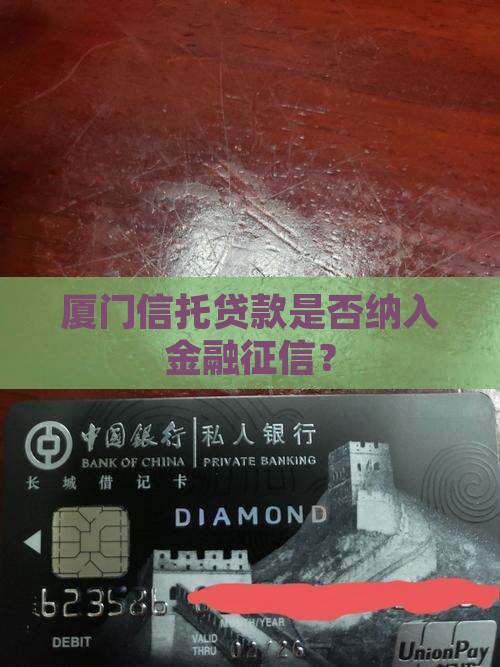 厦门信托贷款是否纳入
金融征信？
中国银行 私人银行
BANK OF CHINA PRIVATE BANKING
长城借记卡
DIAMOND
MONTH/YEAR
DEBIT
VALID
THRU
UnionPay